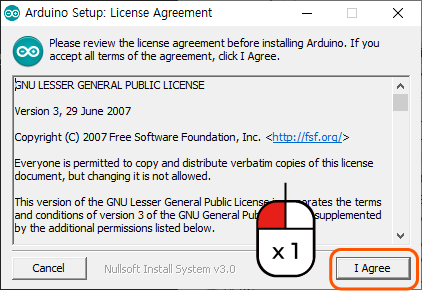 Arduino Setup: License Agreement
Please review the license agreement before installing Arduino. If you
accept all terms of the agreement, click I Agree.
GNU LESSER GENERAL PUBLIC LICENSE
Version 3, 29 June 2007
Copyright (C) 2007 Free Software Foundation, Inc. <http://fsf.org/>
Everyone is permitted to copy and distribute verbatim copies of this license
document, but changing it is not allowed.
This version of the GNU Lesser General Public License the terms
and conditions of version 3 of the GNU General supplemented
by the additional permissions listed below.
x 1
Cancel
Nullsoft Install System v3.0
I Agree